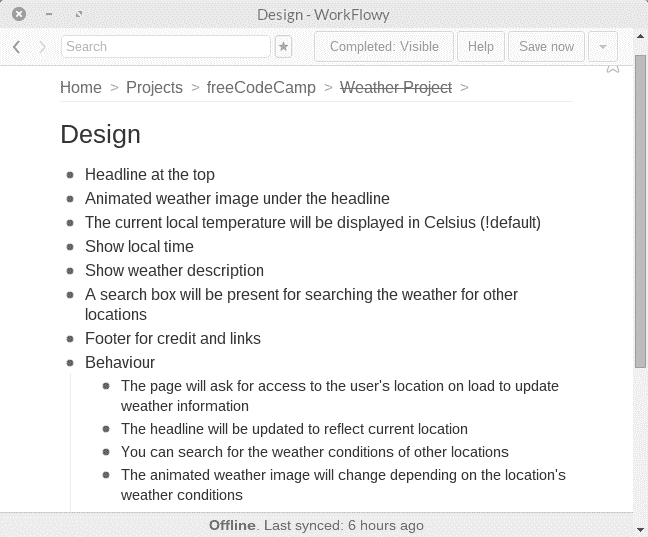 Design - WorkFlowy
Search
Completed: Visible
Help
Save now
Home > Projects > freeCodeCamp > Weather Project >
Design
Headline at the top
Animated weather image under the headline
The current local temperature will be displayed in Celsius (!default)
Show local time
Show weather description
A search box will be present for searching the weather for other
locations
Footer for credit and links
Behaviour
The page will ask for access to the user's location on load to update
weather information
The headline will be updated to reflect current location
You can search for the weather conditions of other locations
The animated weather image will change depending on the location's
weather conditions
Offline. Last synced: 6 hours ago